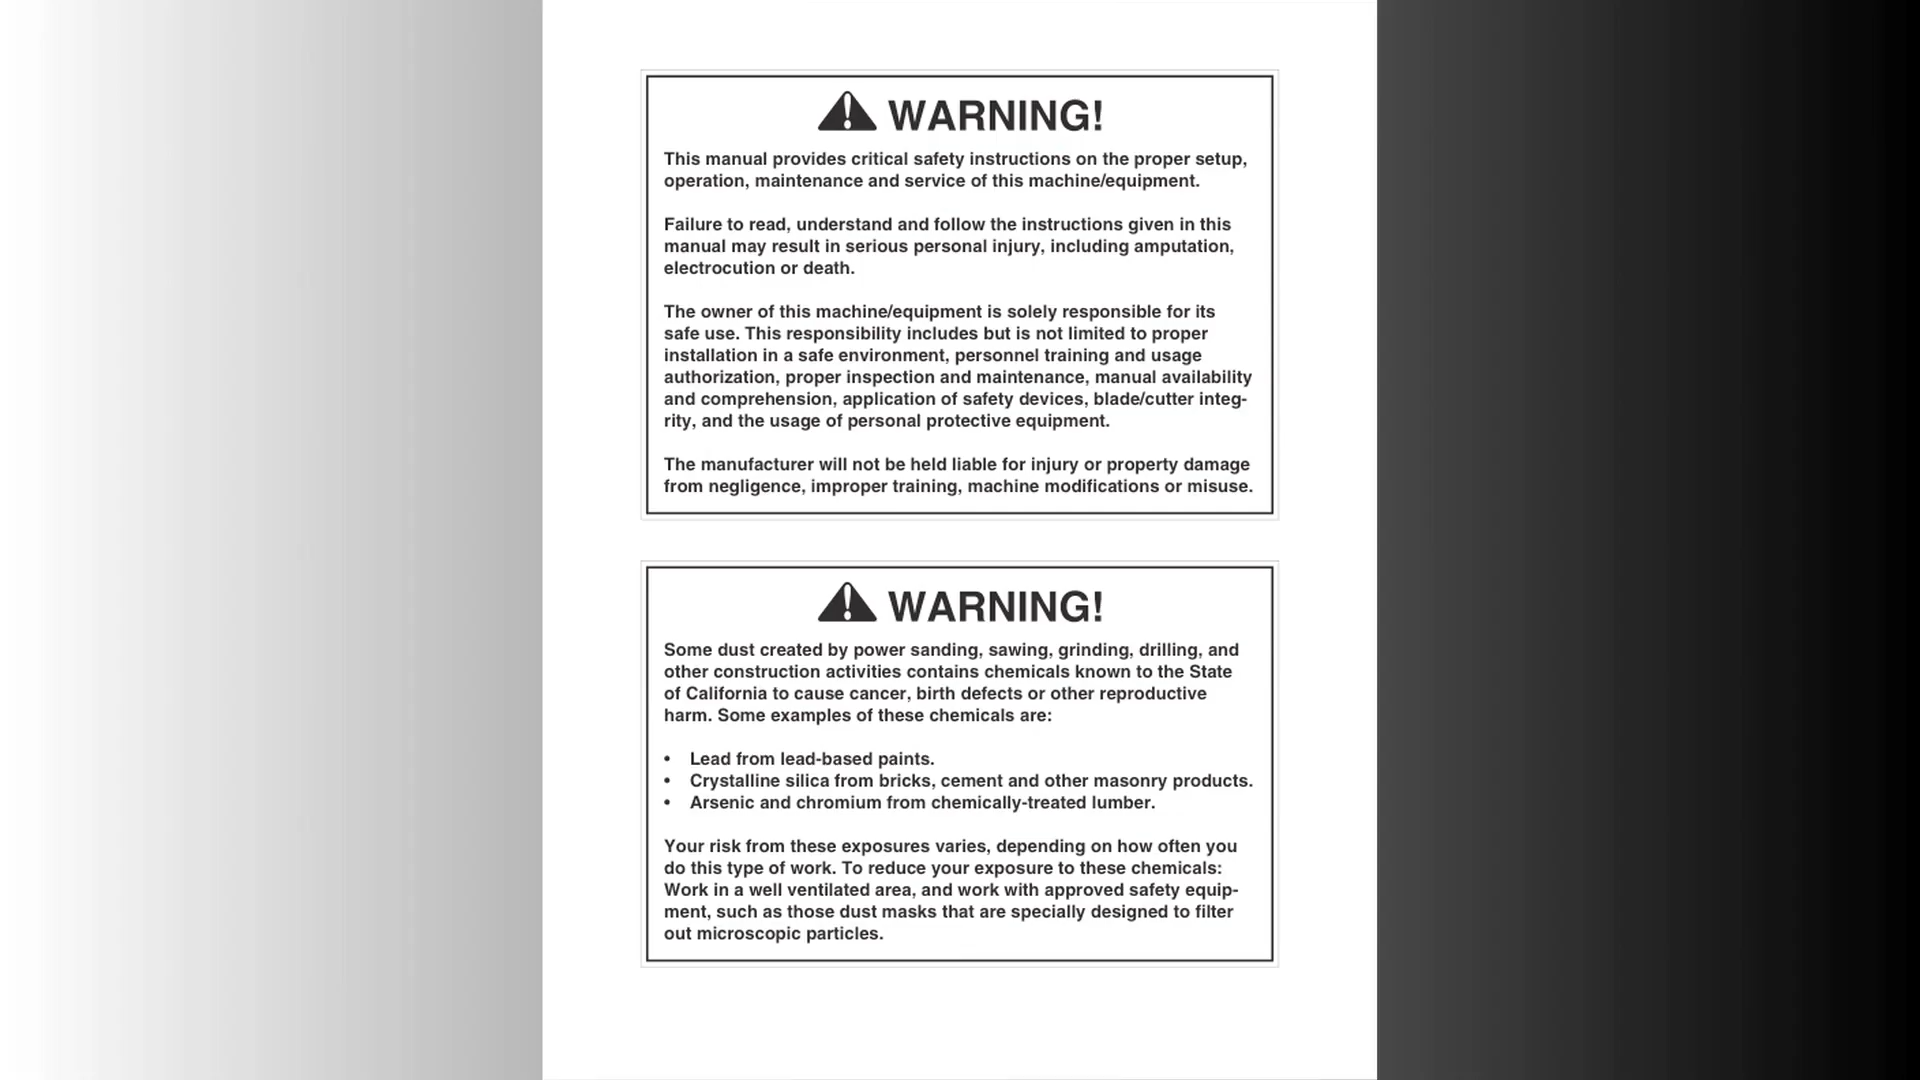 WARNING!
This manual provides critical safety instructions on the proper setup,
operation, maintenance and service of this machine/equipment.
Failure to read, understand and follow the instructions given in this
manual may result in serious personal injury, including amputation,
electrocution or death.
The owner of this machine/equipment is solely responsible for its
safe use. This responsibility includes but is not limited to proper
installation in a safe environment, personnel training and usage
authorization, proper inspection and maintenance, manual availability
and comprehension, application of safety devices, blade/cutter integ-
rity, and the usage of personal protective equipment.
The manufacturer will not be held liable for injury or property damage
from negligence, improper training, machine modifications or misuse.
WARNING!
Some dust created by power sanding, sawing, grinding, drilling, and
other construction activities contains chemicals known to the State
of California to cause cancer, birth defects or other reproductive
harm. Some examples of these chemicals are:
• Lead from lead-based paints.
• Crystalline silica from bricks, cement and other masonry products.
• Arsenic and chromium from chemically-treated lumber.
Your risk from these exposures varies, depending on how often you
do this type of work. To reduce your exposure to these chemicals:
Work in a well ventilated area, and work with approved safety equip-
ment, such as those dust masks that are specially designed to filter
out microscopic particles.